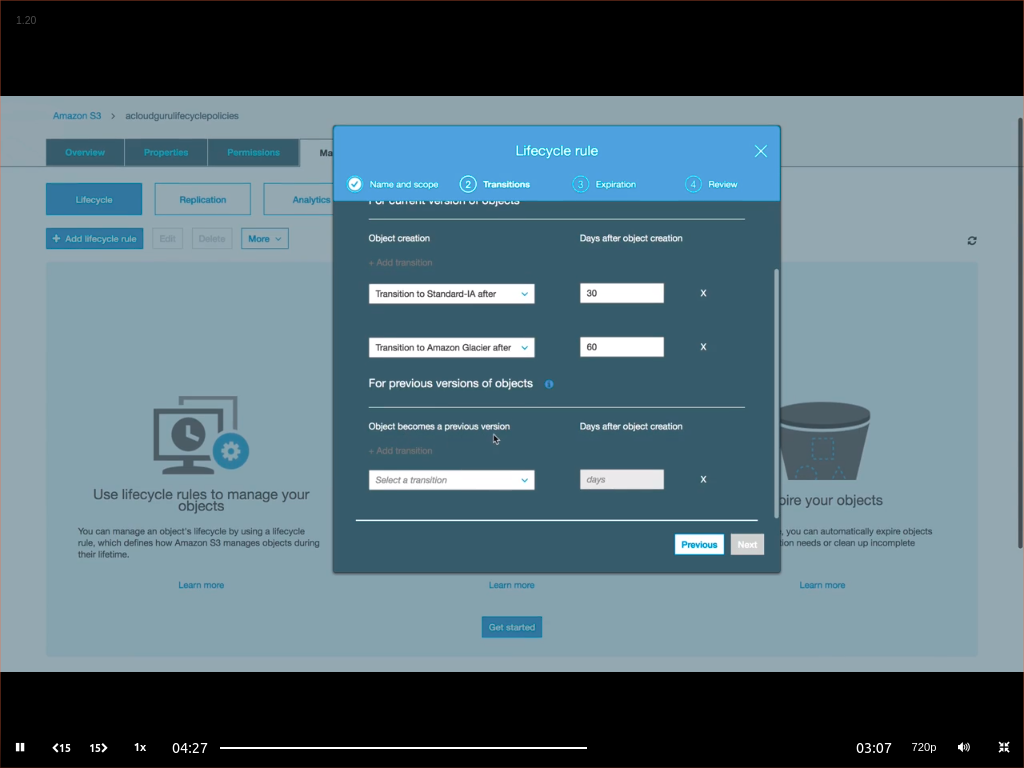 1.20
Amazon S3 > acloudgurulifecyclepolicies
Overview Properties Permissions Ma
Lifecycle Replication Analytics
+ Add lifecycle rule Edit Delete More
Lifecycle rule
Name and scope 2 Transitions 3 Expiration 4 Review
For current version of objects
Object creation Days after object creation
+ Add transition
Transition to Standard-IA after 30 X
Transition to Amazon Glacier after 60 X
For previous versions of objects
Object becomes a previous version Days after object creation
+ Add transition
Select a transition days X
Previous Next
Use lifecycle rules to manage your
objects
You can manage an object's lifecycle by using a lifecycle
rule, which defines how Amazon S3 manages objects during
their lifetime.
Learn more
Learn more
pire your objects
, you can automatically expire objects
tion needs or clean up incomplete
Learn more
Get started
15 15 1x 04:27 03:07 720p